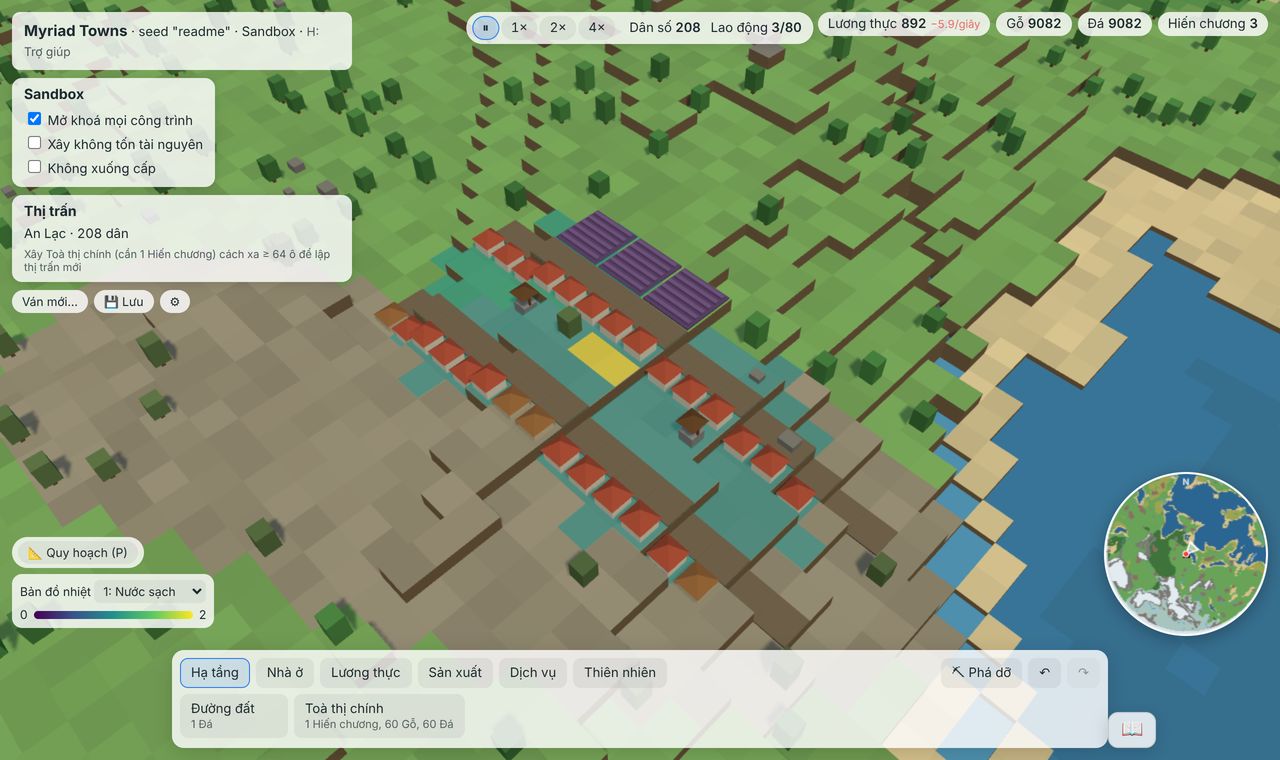 Myriad Towns · seed "readme" · Sandbox · H:
Trợ giúp
⏸ 1× 2× 4× Dân số 208 Lao động 3/80
Lương thực 892 −5.9/giây
Gỗ 9082
Đá 9082
Hiến chương 3
Sandbox
Mở khoá mọi công trình
Xây không tốn tài nguyên
Không xuống cấp
Thị trấn
An Lạc · 208 dân
Xây Toà thị chính (cần 1 Hiến chương) cách xa ≥ 64 ô để lập
thị trấn mới
Ván mới... 💾 Lưu ⚙
N
📐 Quy hoạch (P)
Bản đồ nhiệt 1: Nước sạch
0 2
Hạ tầng Nhà ở Lương thực Sản xuất Dịch vụ Thiên nhiên ⛏ Phá dỡ ↶ ↷
Đường đất
1 Đá
Toà thị chính
1 Hiến chương, 60 Gỗ, 60 Đá